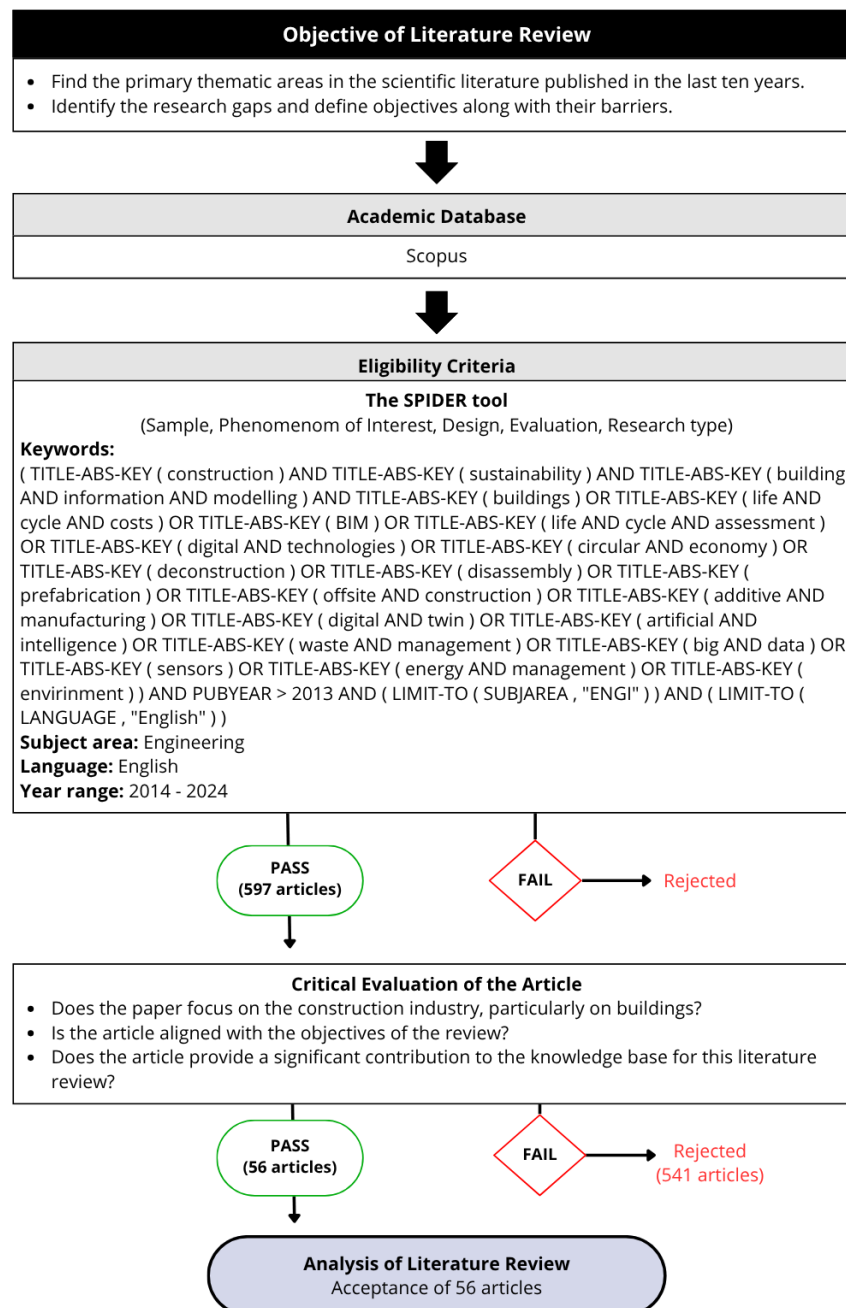 Objective of Literature Review
• Find the primary thematic areas in the scientific literature published in the last ten years.
• Identify the research gaps and define objectives along with their barriers.
Academic Database
Scopus
Eligibility Criteria
The SPIDER tool
(Sample, Phenomenom of Interest, Design, Evaluation, Research type)
Keywords:
( TITLE-ABS-KEY ( construction ) AND TITLE-ABS-KEY ( sustainability ) AND TITLE-ABS-KEY ( building
AND information AND modelling ) AND TITLE-ABS-KEY ( buildings ) OR TITLE-ABS-KEY ( life AND
cycle AND costs ) OR TITLE-ABS-KEY ( BIM ) OR TITLE-ABS-KEY ( life AND cycle AND assessment )
OR TITLE-ABS-KEY ( digital AND technologies ) OR TITLE-ABS-KEY ( circular AND economy ) OR
TITLE-ABS-KEY ( deconstruction ) OR TITLE-ABS-KEY ( disassembly ) OR TITLE-ABS-KEY (
prefabrication ) OR TITLE-ABS-KEY ( offsite AND construction ) OR TITLE-ABS-KEY ( additive AND
manufacturing ) OR TITLE-ABS-KEY ( digital AND twin ) OR TITLE-ABS-KEY ( artificial AND
intelligence ) OR TITLE-ABS-KEY ( waste AND management ) OR TITLE-ABS-KEY ( big AND data ) OR
TITLE-ABS-KEY ( sensors ) OR TITLE-ABS-KEY ( energy AND management ) OR TITLE-ABS-KEY (
envirinment ) ) AND PUBYEAR > 2013 AND ( LIMIT-TO ( SUBJAREA , "ENGI" ) ) AND ( LIMIT-TO (
LANGUAGE , "English" ) )
Subject area: Engineering
Language: English
Year range: 2014 - 2024
PASS
(597 articles)
FAIL
Rejected
Critical Evaluation of the Article
• Does the paper focus on the construction industry, particularly on buildings?
• Is the article aligned with the objectives of the review?
• Does the article provide a significant contribution to the knowledge base for this literature
review?
PASS
(56 articles)
FAIL
Rejected
(541 articles)
Analysis of Literature Review
Acceptance of 56 articles